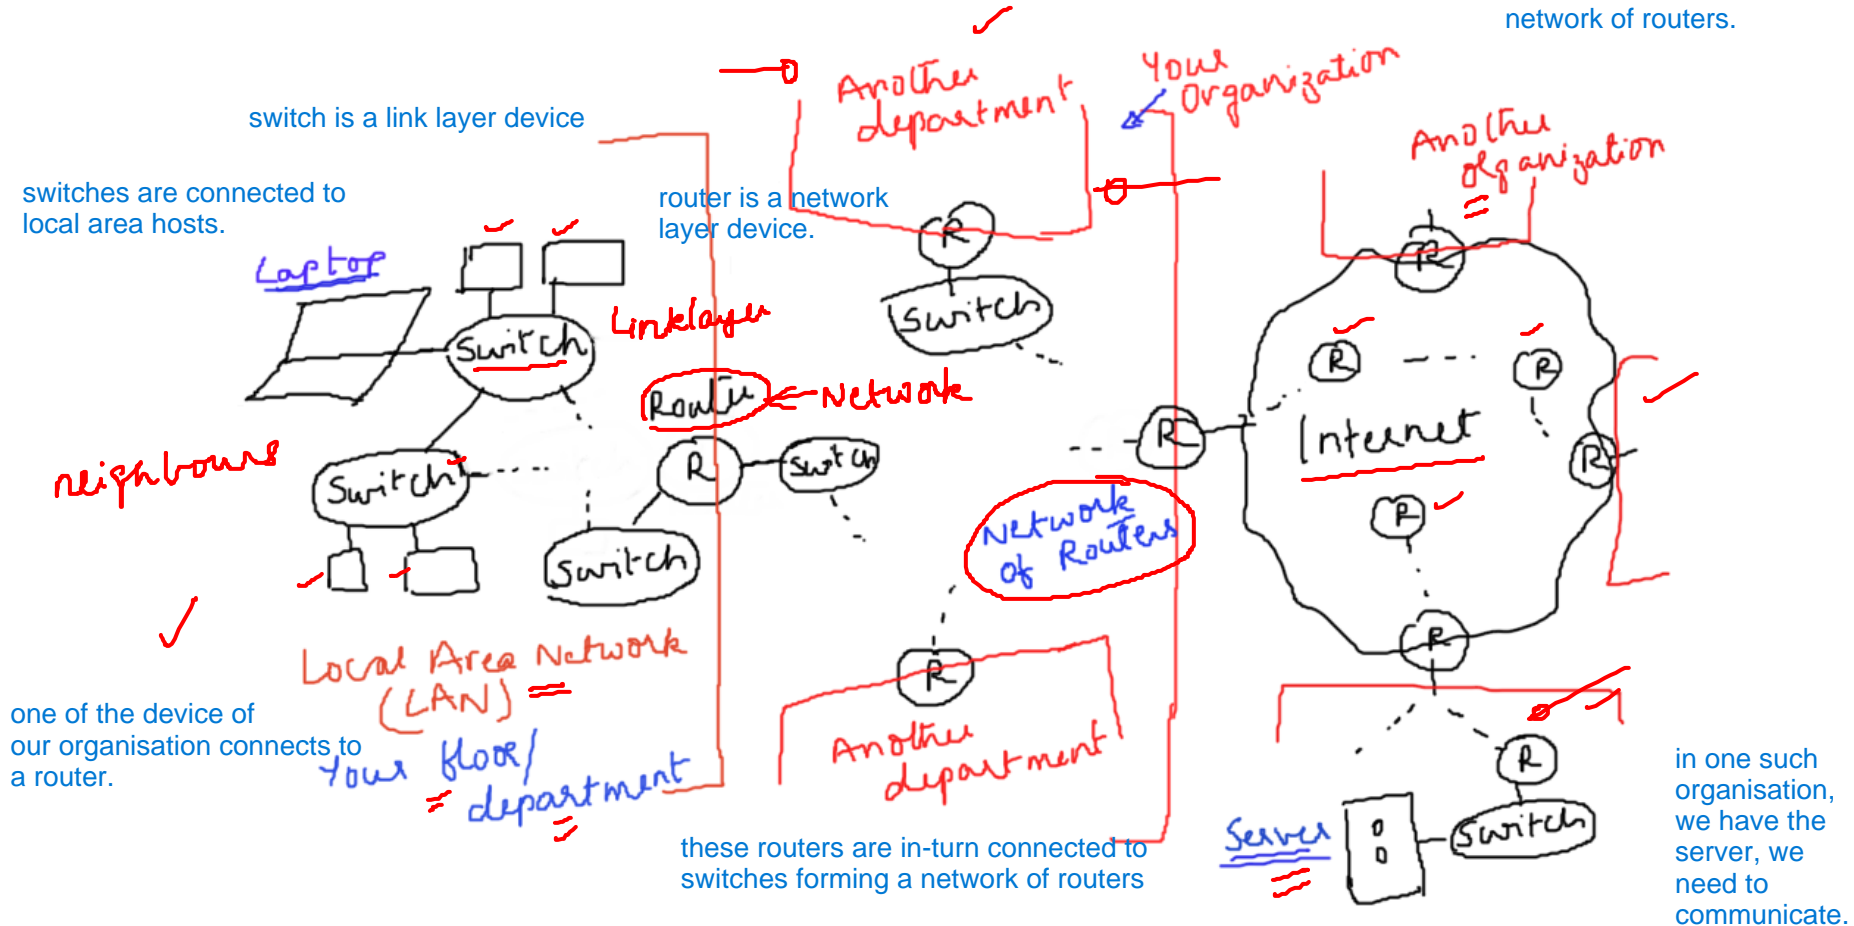 network of routers.
Another
department
Your
Organization
switch is a link layer device
Another
organization
switches are connected to
local area hosts.
router is a network
layer device.
R
R
Laptop
Switch
Link layer
Switch
R
R
Router
Network
Switch
R
Internet
R
neighbours
Switch
R
Switch
R
Network
of Routers
Switch
R
R
Local Area Network
(LAN)
one of the device of
our organisation connects to
a router.
Your floor/
department
Another
department
R
Server
Switch
these routers are in-turn connected to
switches forming a network of routers
in one such
organisation,
we have the
server, we
need to
communicate.